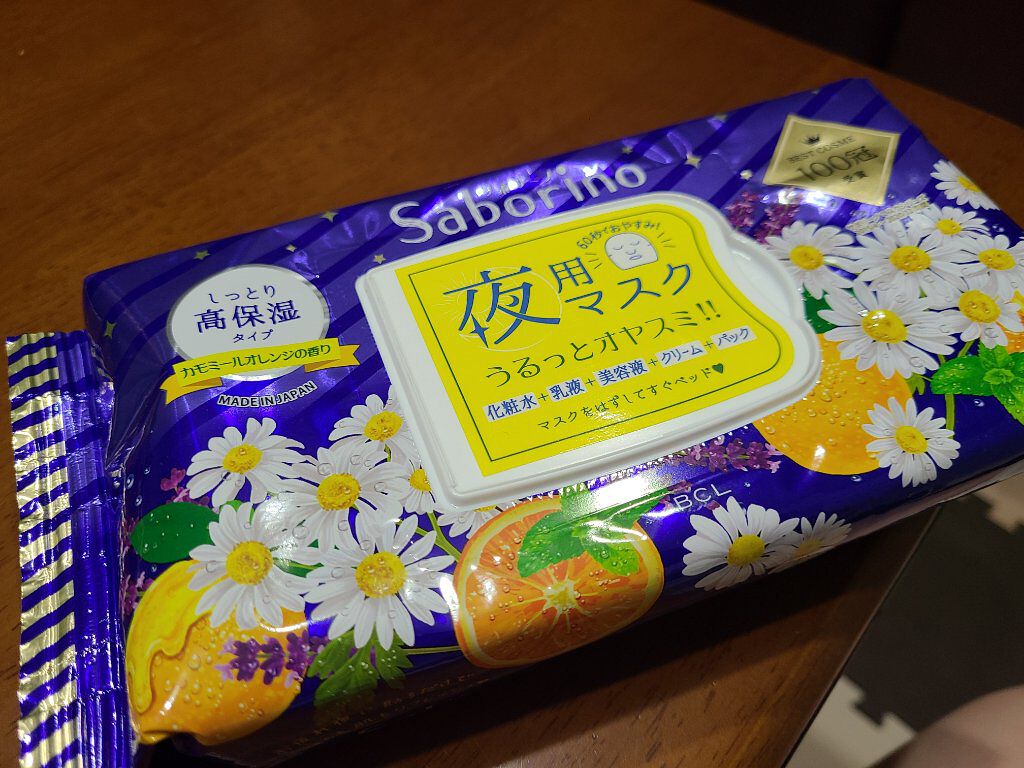 Saborino
BEST COSME
100冠
受賞
しっとり
高保湿
タイプ
カモミールオレンジの香り
MADE IN JAPAN
60秒でおやすみ!
夜用
マスク
うるっとオヤスミ!!
化粧水+乳液+美容液+クリーム+パック
マスクをはずしてすぐベッド♥
BCL